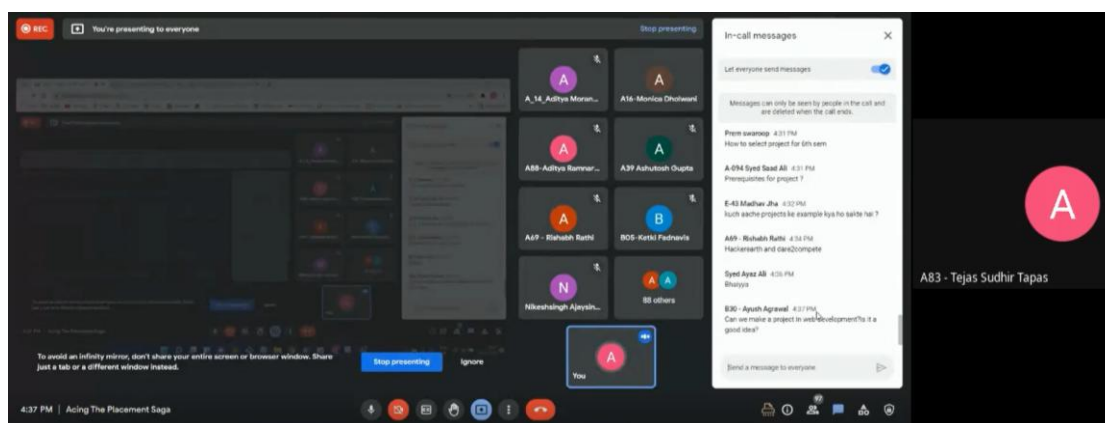 REC
You're presenting to everyone
Stop presenting
A_14_Aditya Moran...
A16-Monica Dholwani
A88-Aditya Ramnar...
A39 Ashutosh Gupta
A69 - Rishabh Rathi
B05-Ketki Fadnavis
Nikeshsingh Ajaysin...
88 others
You
To avoid an infinity mirror, don't share your entire screen or browser window. Share
just a tab or a different window instead.
Stop presenting
Ignore
4:37 PM | Acing The Placement Saga
97
In-call messages
Let everyone send messages
Messages can only be seen by people in the call and
are deleted when the call ends.
Prem swaroop 4:31 PM
How to select project for 6th sem
A-094 Syed Saad Ali 4:31 PM
Prerequisites for project ?
E-43 Madhav Jha 4:32 PM
kuch aache projects ke example kya ho sakte hai ?
A69 - Rishabh Rathi 4:34 PM
Hackerearth and dare2compete
Syed Ayaz Ali
Bhaiyya
B30 - Ayush Agrawal 4:37 PM
Can we make a project in web development?Is it a
good idea?
Send a message to everyone
A
A83 - Tejas Sudhir Tapas